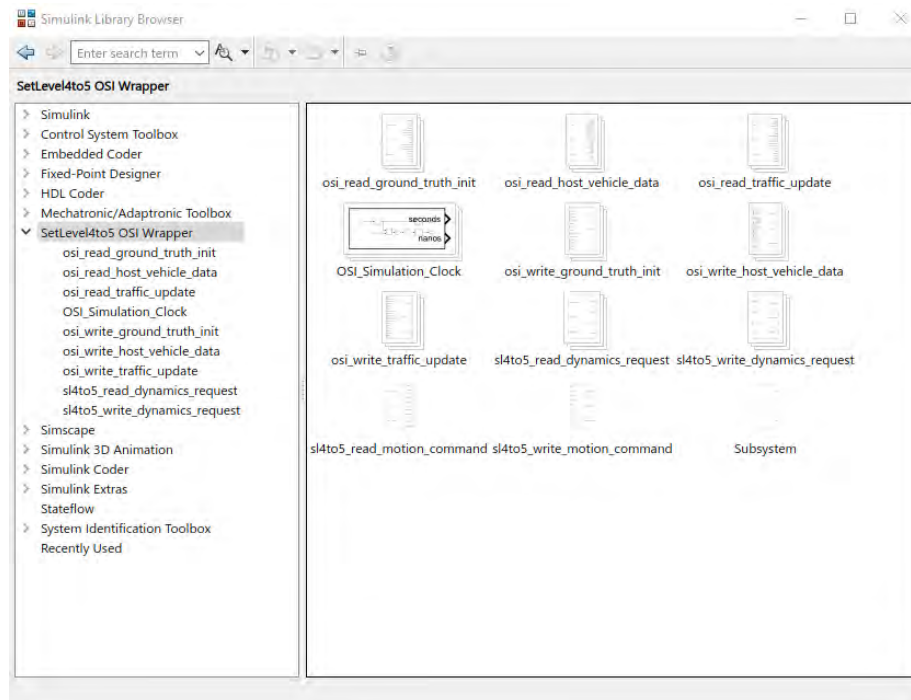 Simulink Library Browser
Enter search term
SetLevel4to5 OSI Wrapper
Simulink
Control System Toolbox
Embedded Coder
Fixed-Point Designer
HDL Coder
Mechatronic/Adaptronic Toolbox
SetLevel4to5 OSI Wrapper
osi_read_ground_truth_init
osi_read_host_vehicle_data
osi_read_traffic_update
OSI_Simulation_Clock
osi_write_ground_truth_init
osi_write_host_vehicle_data
osi_write_traffic_update
sl4to5_read_dynamics_request
sl4to5_write_dynamics_request
Simscape
Simulink 3D Animation
Simulink Coder
Simulink Extras
Stateflow
System Identification Toolbox
Recently Used
osi_read_ground_truth_init osi_read_host_vehicle_data osi_read_traffic_update
seconds
nanos
OSI_Simulation_Clock osi_write_ground_truth_init osi_write_host_vehicle_data
osi_write_traffic_update sl4to5_read_dynamics_request sl4to5_write_dynamics_request
sl4to5_read_motion_command sl4to5_write_motion_command Subsystem